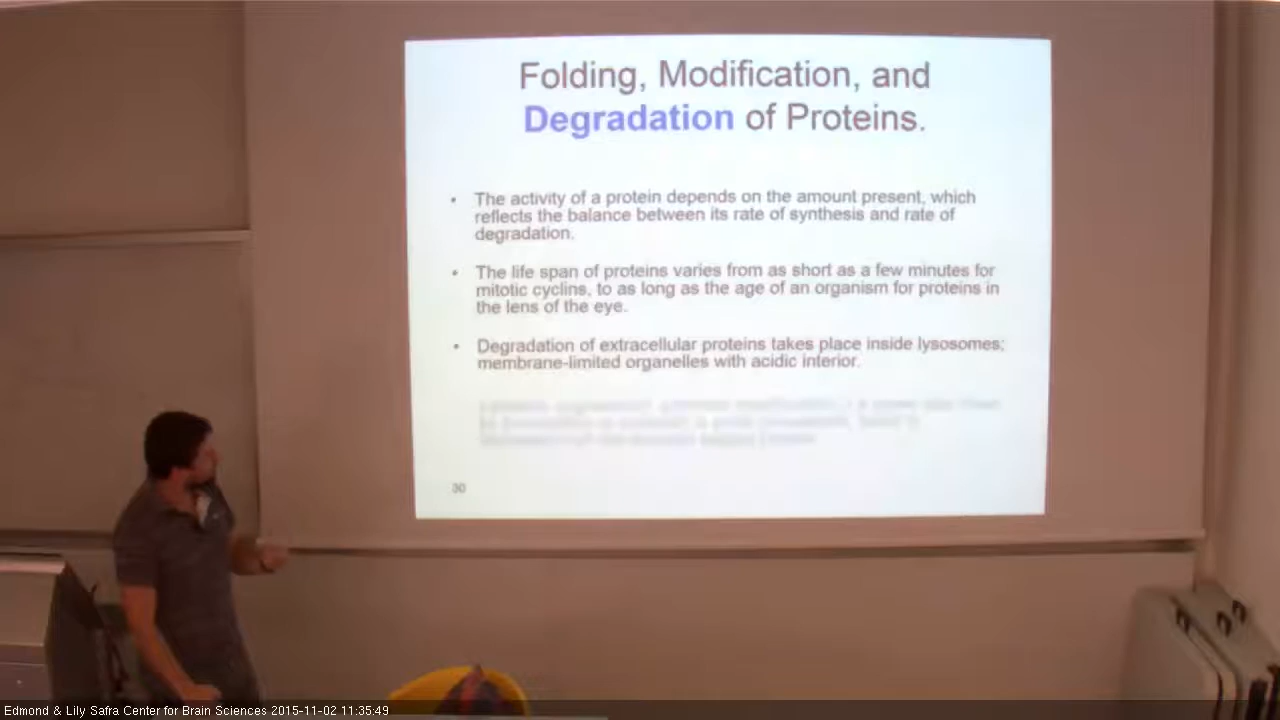 Folding, Modification, and
Degradation of Proteins.
• The activity of a protein depends on the amount present, which
reflects the balance between its rate of synthesis and rate of
degradation.
• The life span of proteins varies from as short as a few minutes for
mitotic cyclins, to as long as the age of an organism for proteins in
the lens of the eye.
• Degradation of extracellular proteins takes place inside lysosomes;
membrane-limited organelles with acidic interior.
30
Edmond & Lily Safra Center for Brain Sciences 2015-11-02 11:35:49